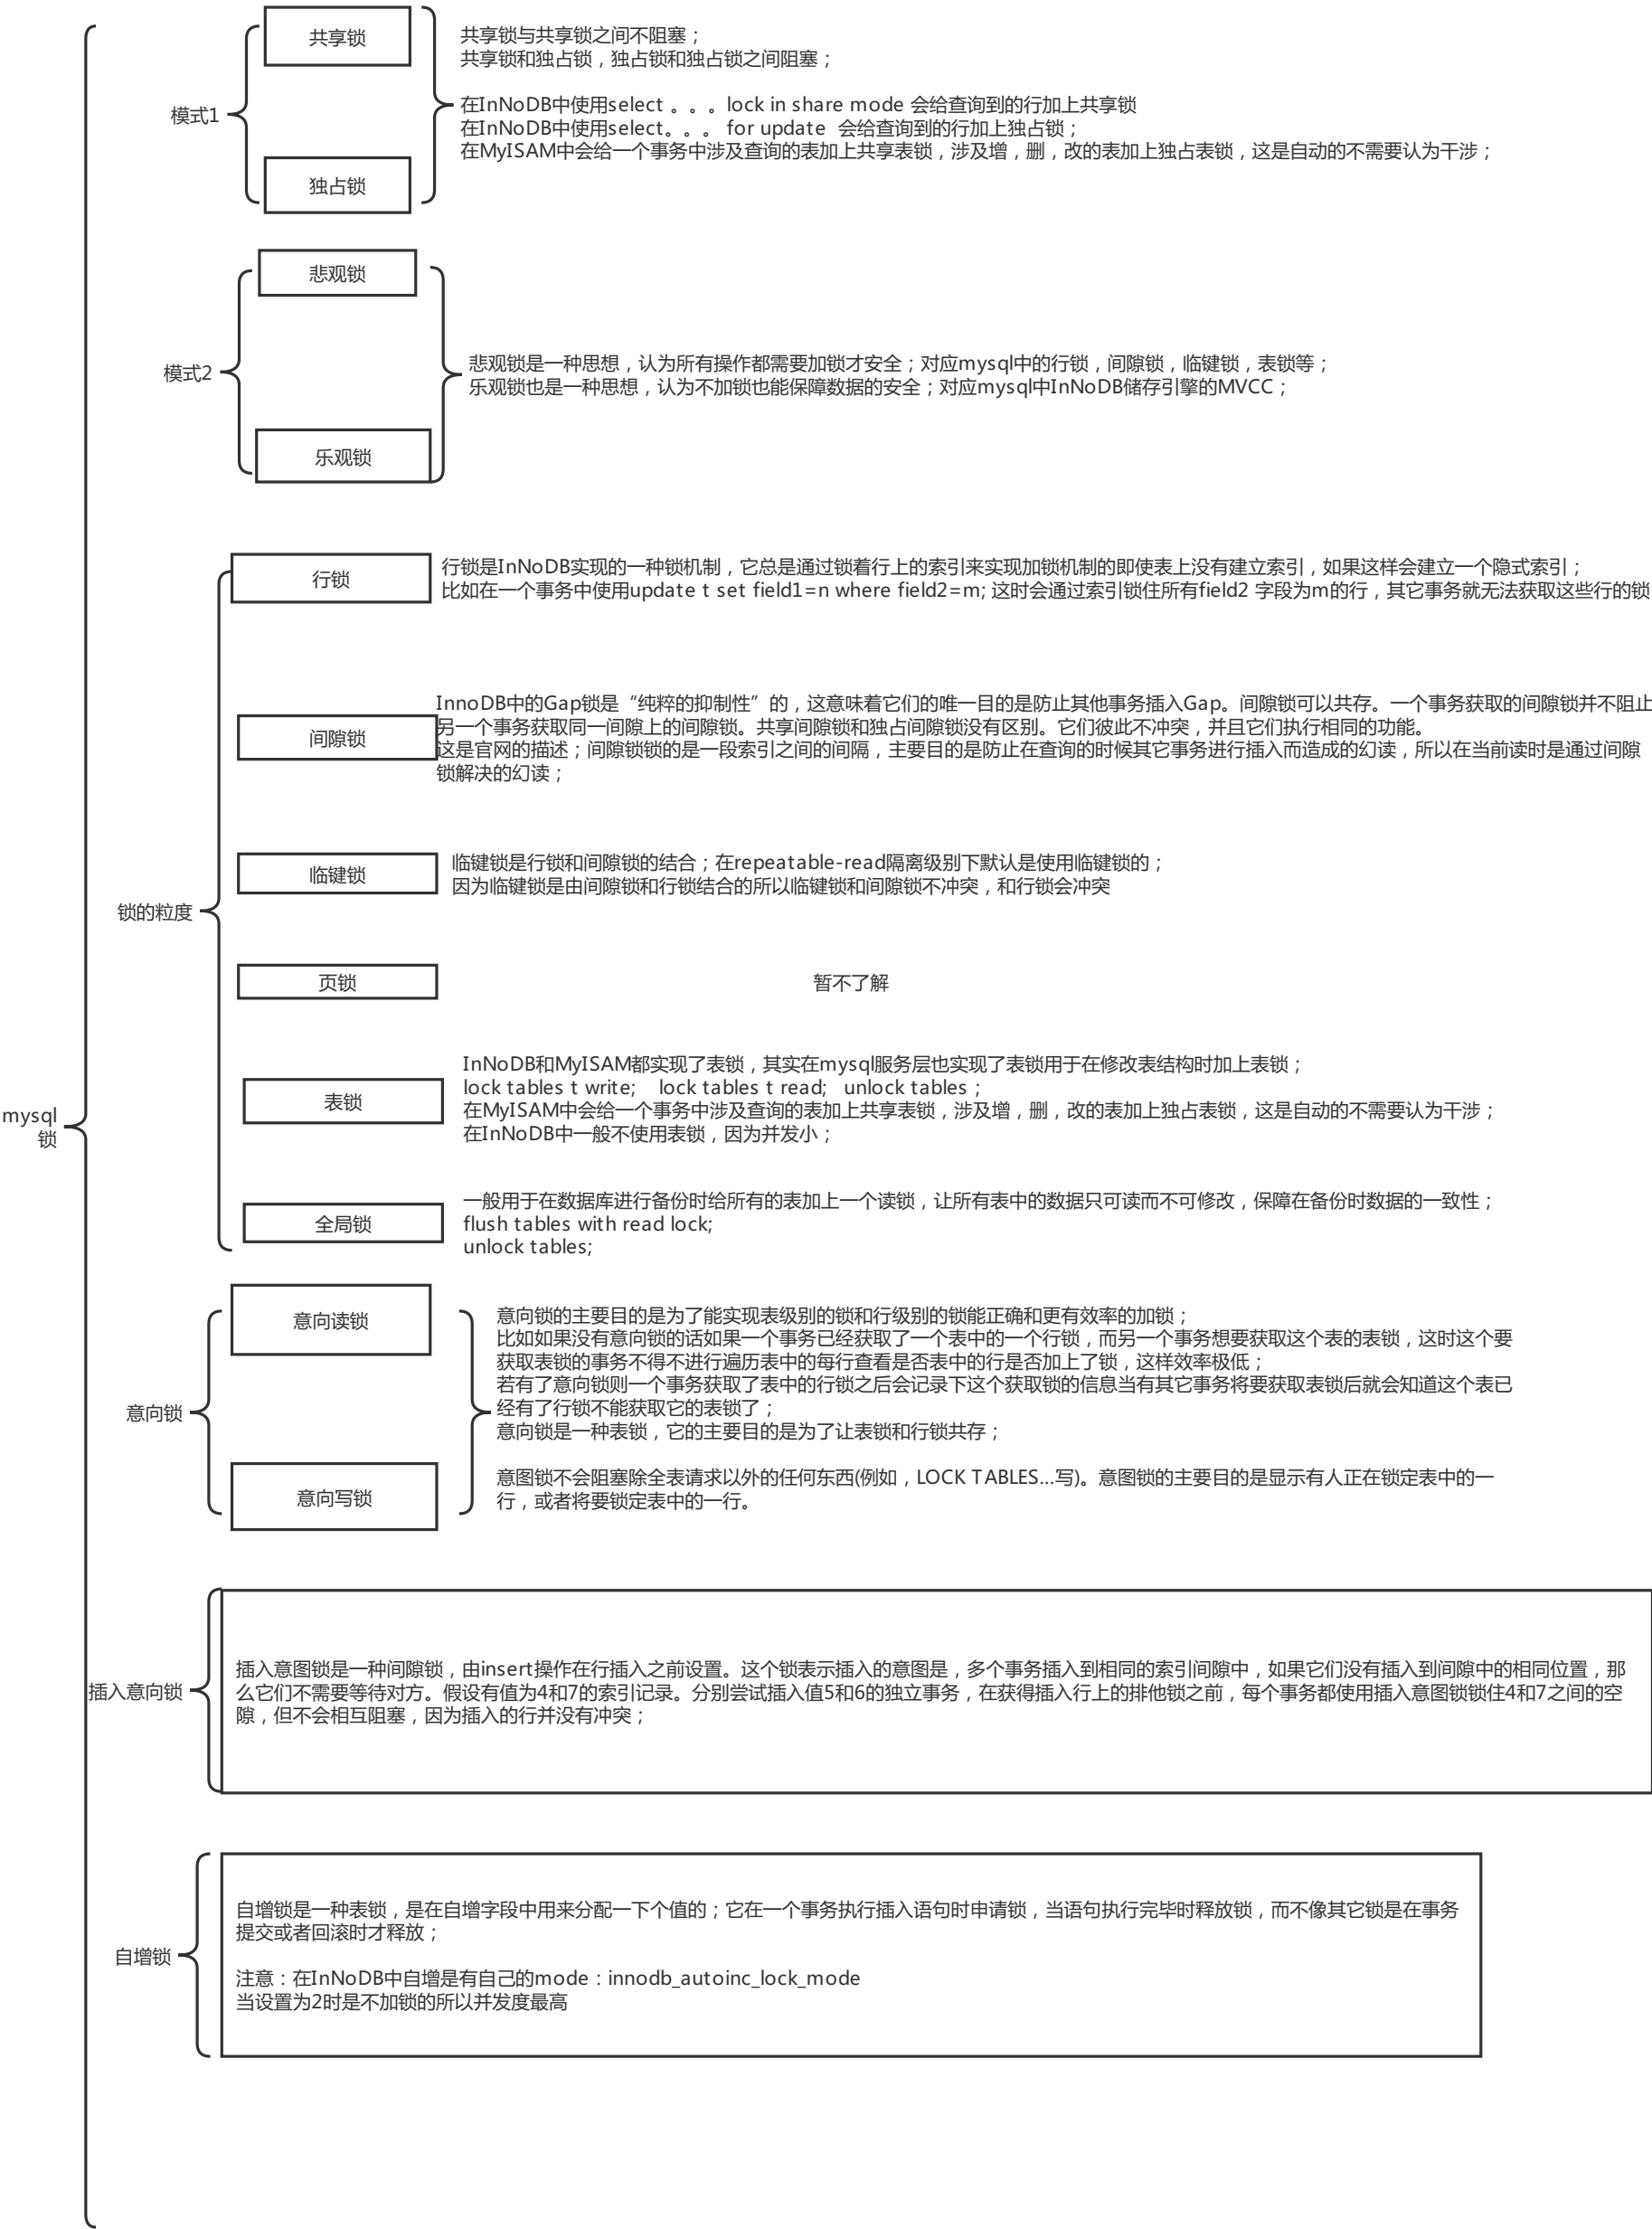 共享锁
共享锁与共享锁之间不阻塞；
共享锁和独占锁，独占锁和独占锁之间阻塞；
模式1
在InNoDB中使用select 。。。lock in share mode 会给查询到的行加上共享锁
在InNoDB中使用select。。。 for update 会给查询到的行加上独占锁；
在MyISAM中会给一个事务中涉及查询的表加上共享表锁，涉及增，删，改的表加上独占表锁，这是自动的不需要认为干涉；
独占锁
悲观锁
模式2
悲观锁是一种思想，认为所有操作都需要加锁才安全；对应mysql中的行锁，间隙锁，临键锁，表锁等；
乐观锁也是一种思想，认为不加锁也能保障数据的安全；对应mysql中InNoDB储存引擎的MVCC；
乐观锁
行锁
行锁是InNoDB实现的一种锁机制，它总是通过锁着行上的索引来实现加锁机制的即使表上没有建立索引，如果这样会建立一个隐式索引；
比如在一个事务中使用update t set field1=n where field2=m; 这时会通过索引锁住所有field2 字段为m的行，其它事务就无法获取这些行的锁
间隙锁
InnoDB中的Gap锁是“纯粹的抑制性”的，这意味着它们的唯一目的是防止其他事务插入Gap。间隙锁可以共存。一个事务获取的间隙锁并不阻止
另一个事务获取同一间隙上的间隙锁。共享间隙锁和独占间隙锁没有区别。它们彼此不冲突，并且它们执行相同的功能。
这是官网的描述；间隙锁锁的是一段索引之间的间隔，主要目的是防止在查询的时候其它事务进行插入而造成的幻读，所以在当前读时是通过间隙
锁解决的幻读；
锁的粒度
临键锁
临键锁是行锁和间隙锁的结合；在repeatable-read隔离级别下默认是使用临键锁的；
因为临键锁是由间隙锁和行锁结合的所以临键锁和间隙锁不冲突，和行锁会冲突
页锁
暂不了解
mysql
锁
表锁
InNoDB和MyISAM都实现了表锁，其实在mysql服务层也实现了表锁用于在修改表结构时加上表锁；
lock tables t write; lock tables t read; unlock tables；
在MyISAM中会给一个事务中涉及查询的表加上共享表锁，涉及增，删，改的表加上独占表锁，这是自动的不需要认为干涉；
在InNoDB中一般不使用表锁，因为并发小；
全局锁
一般用于在数据库进行备份时给所有的表加上一个读锁，让所有表中的数据只可读而不可修改，保障在备份时数据的一致性；
flush tables with read lock;
unlock tables;
意向读锁
意向锁
意向锁的主要目的是为了能实现表级别的锁和行级别的锁能正确和更有效率的加锁；
比如如果没有意向锁的话如果一个事务已经获取了一个表中的一个行锁，而另一个事务想要获取这个表的表锁，这时这个要
获取表锁的事务不得不进行遍历表中的每行查看是否表中的行是否加上了锁，这样效率极低；
若有了意向锁则一个事务获取了表中的行锁之后会记录下这个获取锁的信息当有其它事务将要获取表锁后就会知道这个表已
经有了行锁不能获取它的表锁了；
意向锁是一种表锁，它的主要目的是为了让表锁和行锁共存；
意图锁不会阻塞除全表请求以外的任何东西(例如，LOCK TABLES…写)。意图锁的主要目的是显示有人正在锁定表中的一
行，或者将要锁定表中的一行。
意向写锁
插入意向锁
插入意图锁是一种间隙锁，由insert操作在行插入之前设置。这个锁表示插入的意图是，多个事务插入到相同的索引间隙中，如果它们没有插入到间隙中的相同位置，那
么它们不需要等待对方。假设有值为4和7的索引记录。分别尝试插入值5和6的独立事务，在获得插入行上的排他锁之前，每个事务都使用插入意图锁锁住4和7之间的空
隙，但不会相互阻塞，因为插入的行并没有冲突；
自增锁
自增锁是一种表锁，是在自增字段中用来分配一下个值的；它在一个事务执行插入语句时申请锁，当语句执行完毕时释放锁，而不像其它锁是在事务
提交或者回滚时才释放；
注意：在InNoDB中自增是有自己的mode：innodb_autoinc_lock_mode
当设置为2时是不加锁的所以并发度最高